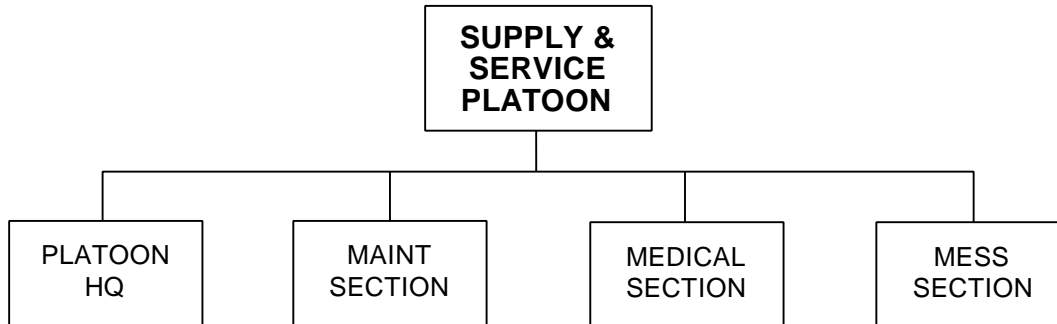 SUPPLY &
SERVICE
PLATOON
PLATOON
HQ
MAINT
SECTION
MEDICAL
SECTION
MESS
SECTION